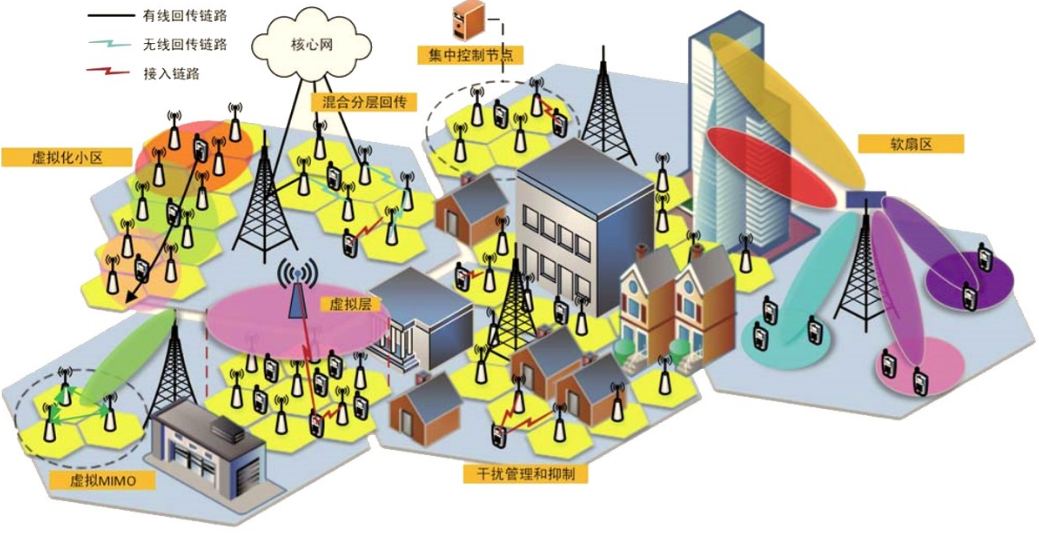 有线回传链路
无线回传链路
接入链路
核心网
集中控制节点
混合分层回传
虚拟化小区
软扇区
虚拟层
虚拟MIMO
干扰管理和抑制